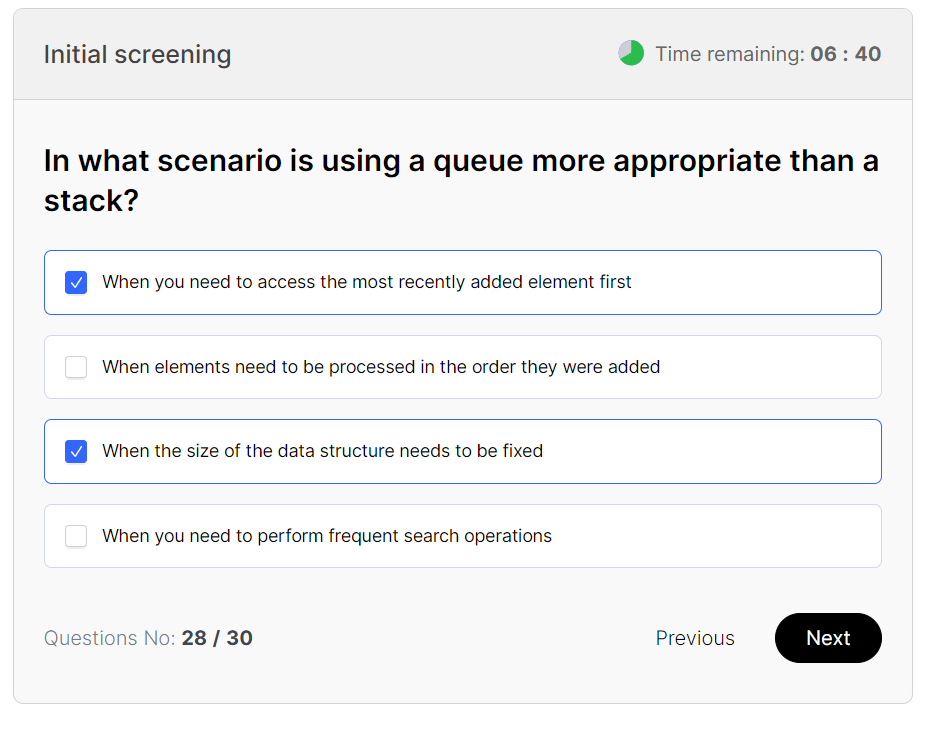 Initial screening
Time remaining: 06 : 40
In what scenario is using a queue more appropriate than a
stack?
When you need to access the most recently added element first
When elements need to be processed in the order they were added
When the size of the data structure needs to be fixed
When you need to perform frequent search operations
Questions No: 28 / 30
Previous
Next